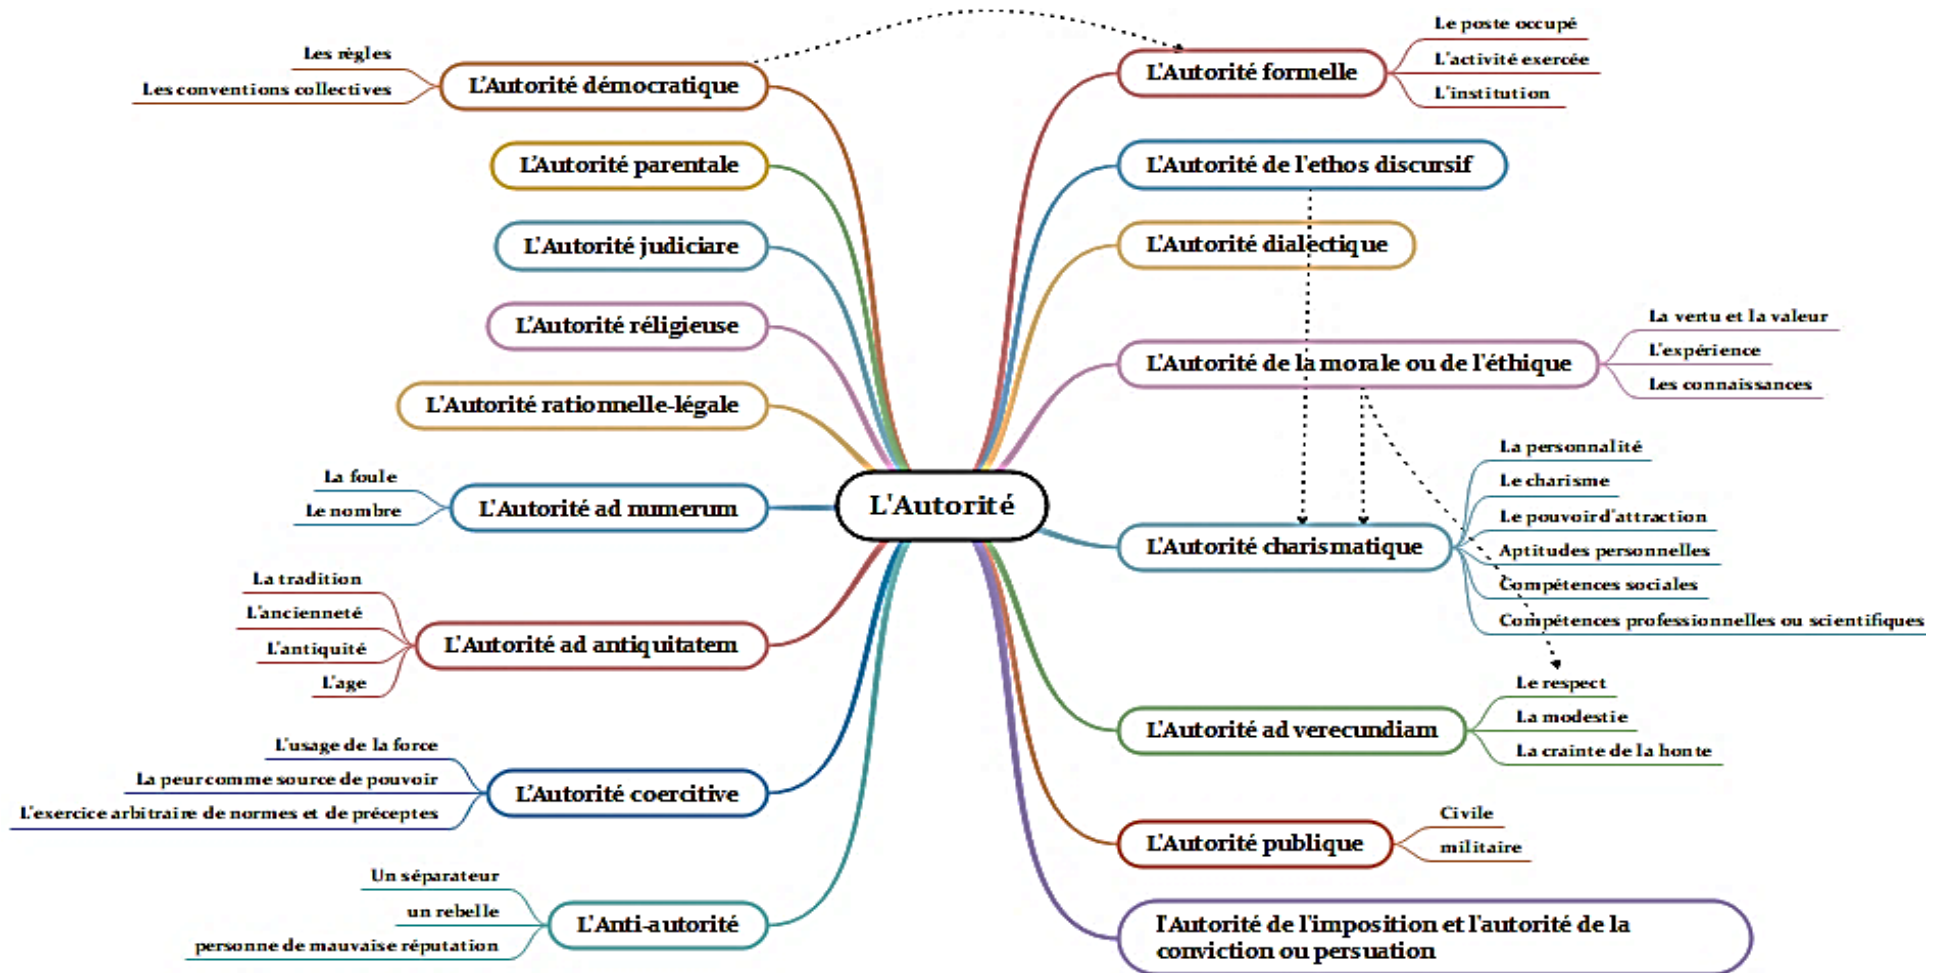 Les règles
Les conventions collectives
L'Autorité démocratique
L'Autorité parentale
L'Autorité judiciare
L'Autorité réligieuse
L'Autorité rationnelle-légale
La foule
Le nombre
L'Autorité ad numerum
La tradition
L'ancienneté
L'antiquité
L'age
L'Autorité ad antiquitatem
L'usage de la force
La peur comme source de pouvoir
L'exercice arbitraire de normes et de préceptes
L'Autorité coercitive
Un séparateur
un rebelle
personne de mauvaise réputation
L'Anti-autorité
L'Autorité
L'Autorité formelle
Le poste occupé
L'activité exercée
L'institution
L'Autorité de l'ethos discursif
L'Autorité dialectique
L'Autorité de la morale ou de l'éthique
La vertu et la valeur
L'expérience
Les connaissances
L'Autorité charismatique
La personnalité
Le charisme
Le pouvoir d'attraction
Aptitudes personnelles
Compétences sociales
Compétences professionnelles ou scientifiques
L'Autorité ad verecundiam
Le respect
La modestie
La crainte de la honte
L'Autorité publique
Civile
militaire
l'Autorité de l'imposition et l'autorité de la
conviction ou persuation